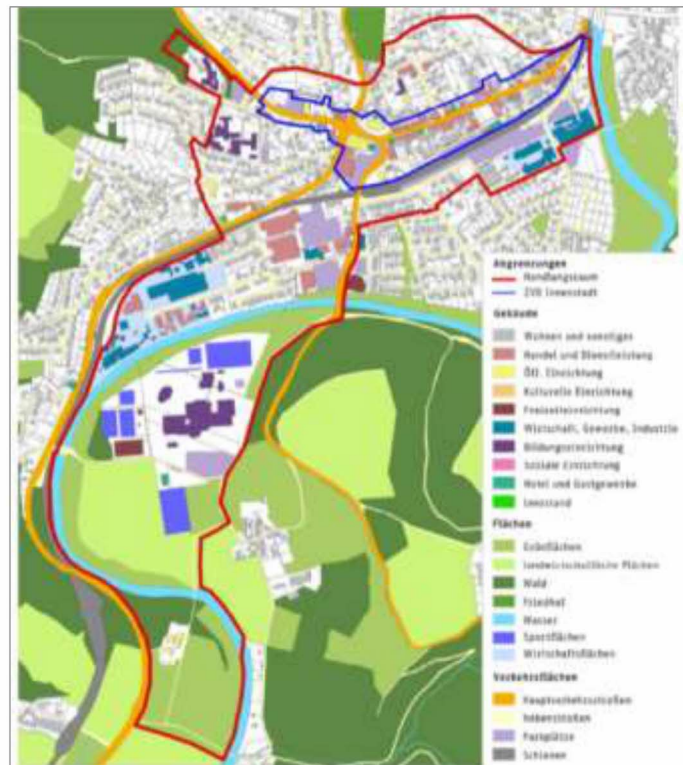 Abgrenzungen
Handlungsraum
ZVB Innenstadt
Gebäude
Wohnen und sonstiges
Handel und Dienstleistung
Öff. Einrichtung
Kulturelle Einrichtung
Freizeiteinrichtung
Wirtschaft, Gewerbe, Industrie
Bildungseinrichtung
Soziale Einrichtung
Hotel und Gastgewerbe
Leerstand
Flächen
Grünflächen
Landwirtschaftliche Flächen
Wald
Friedhof
Wasser
Sportflächen
Wirtschaftsflächen
Verkehrsflächen
Hauptverkehrsstraßen
Nebenstraßen
Parkplätze
Schienen